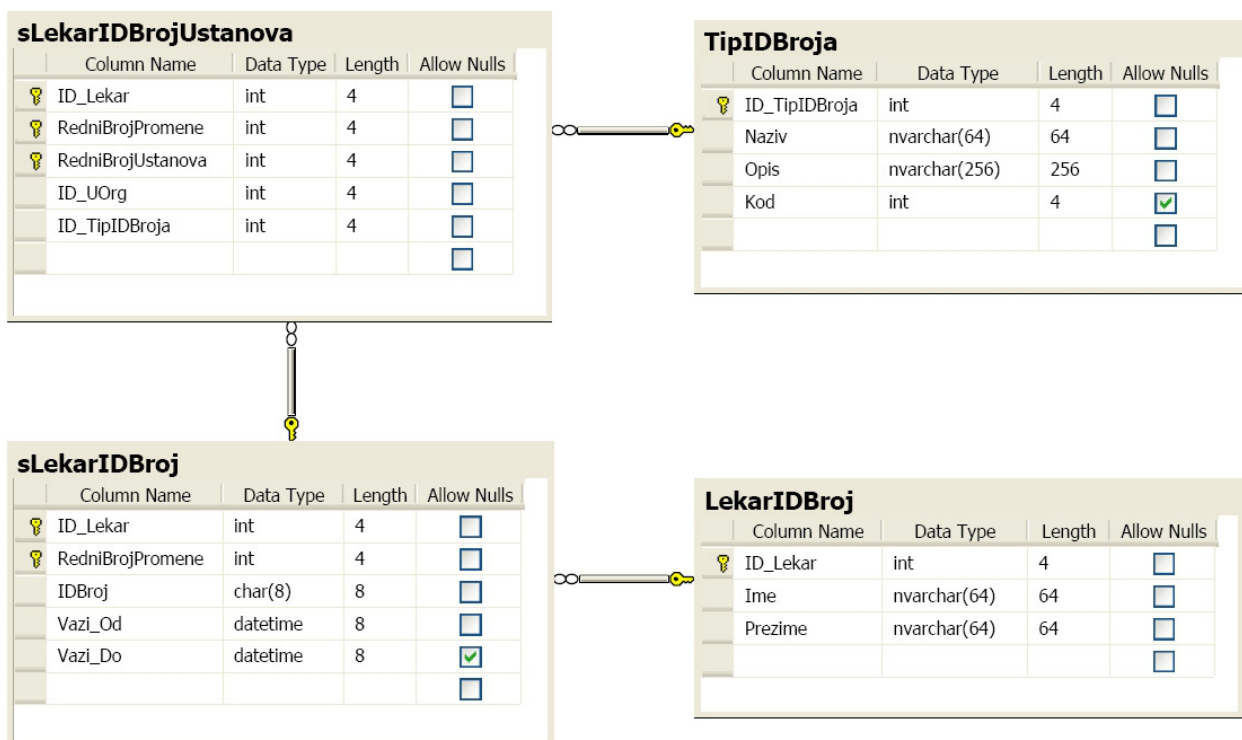 sLekarIDBrojUstanova
Column Name Data Type Length Allow Nulls
ID_Lekar int 4
RedniBrojPromene int 4
RedniBrojUstanova int 4
ID_UOrg int 4
ID_TipIDBroja int 4
TipIDBroja
Column Name Data Type Length Allow Nulls
ID_TipIDBroja int 4
Naziv nvarchar(64) 64
Opis nvarchar(256) 256
Kod int 4
sLekarIDBroj
Column Name Data Type Length Allow Nulls
ID_Lekar int 4
RedniBrojPromene int 4
IDBroj char(8) 8
Vazi_Od datetime 8
Vazi_Do datetime 8
LekarIDBroj
Column Name Data Type Length Allow Nulls
ID_Lekar int 4
Ime nvarchar(64) 64
Prezime nvarchar(64) 64